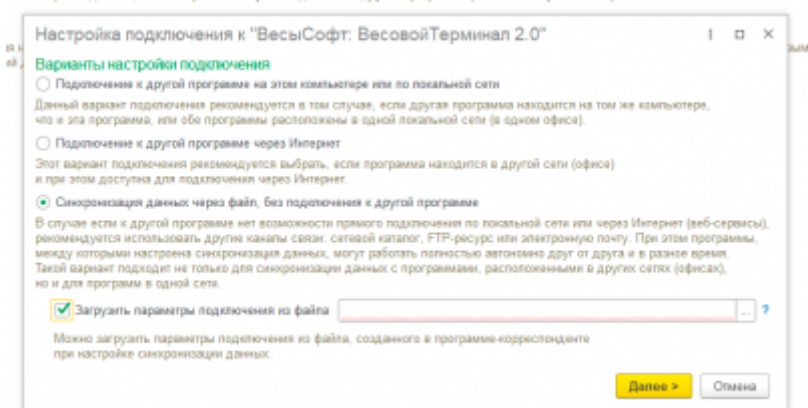 Настройка подключения к "ВесыСофт: ВесовойТерминал 2.0"
Варианты настройки подключения
Подключение к другой программе на этом компьютере или по локальной сети
Данный вариант подключения рекомендуется в том случае, если другая программа находится на том же компьютере,
что и эта программа, или обе программы расположены в одной локальной сети (в одном офисе).
Подключение к другой программе через Интернет
Этот вариант подключения рекомендуется выбрать, если программа находится в другой сети (офисе)
и при этом доступна для подключения через Интернет.
Синхронизация данных через файл, без подключения к другой программе
В случае если к другой программе нет возможности прямого подключения по локальной сети или через Интернет (веб-сервисы),
рекомендуется использовать другие каналы связи: сетевой каталог, FTP-ресурс или электронную почту. При этом программы,
между которыми настроена синхронизация данных, могут работать полностью автономно друг от друга и в разное время.
Такой вариант подходит не только для синхронизации данных с программами, расположенными в других сетях (офисах),
но и для программ в одной сети.
Загрузить параметры подключения из файла ... ?
Можно загрузить параметры подключения из файла, созданного в программе-корреспонденте
при настройке синхронизации данных.
Далее > Отмена